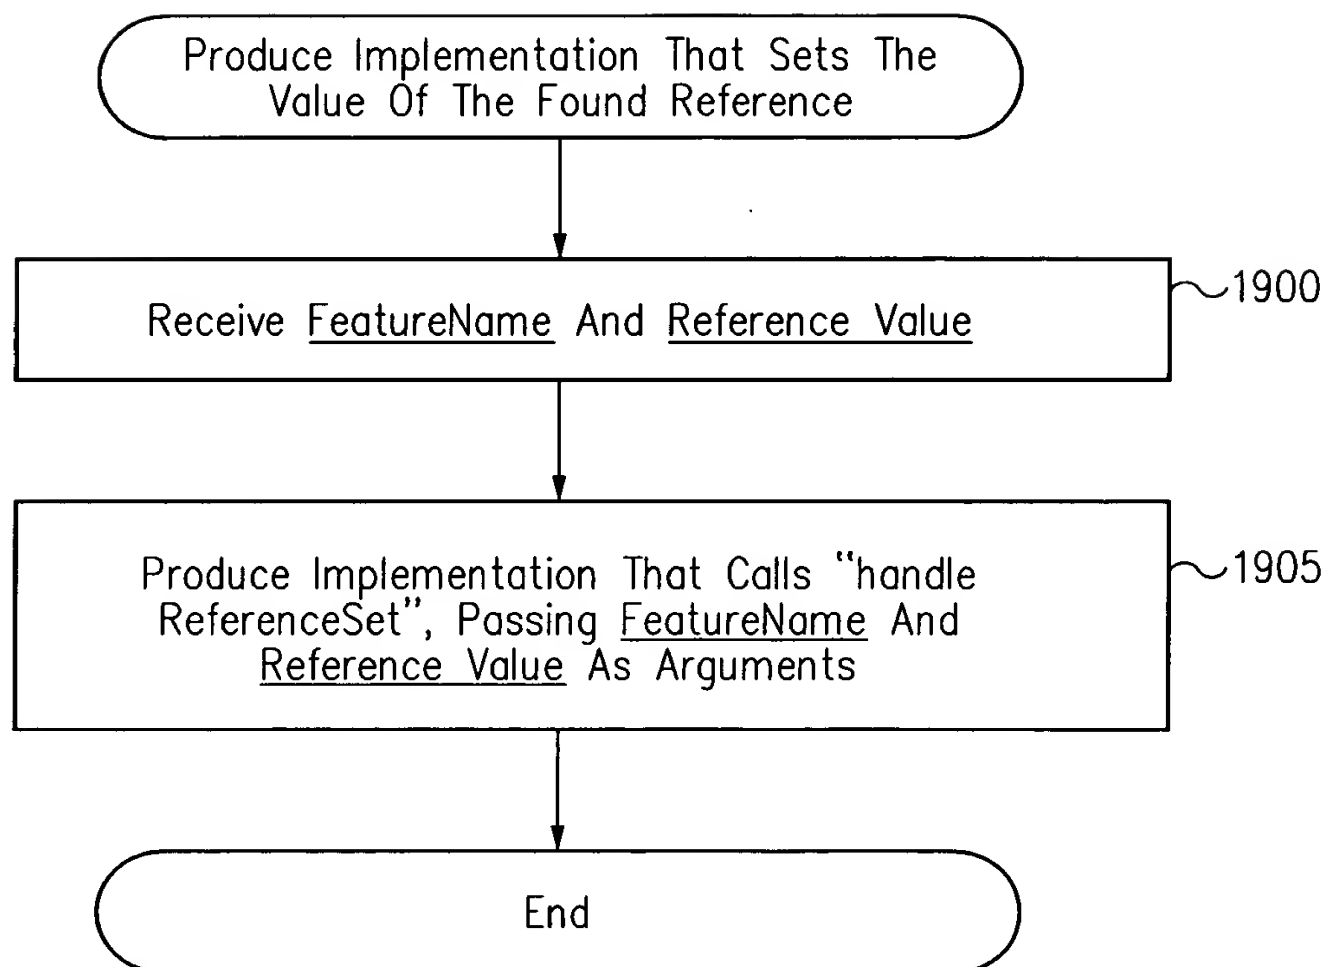 Produce Implementation That Sets The
Value Of The Found Reference
Receive FeatureName And Reference Value
1900
Produce Implementation That Calls “handle
ReferenceSet”, Passing FeatureName And
Reference Value As Arguments
1905
End